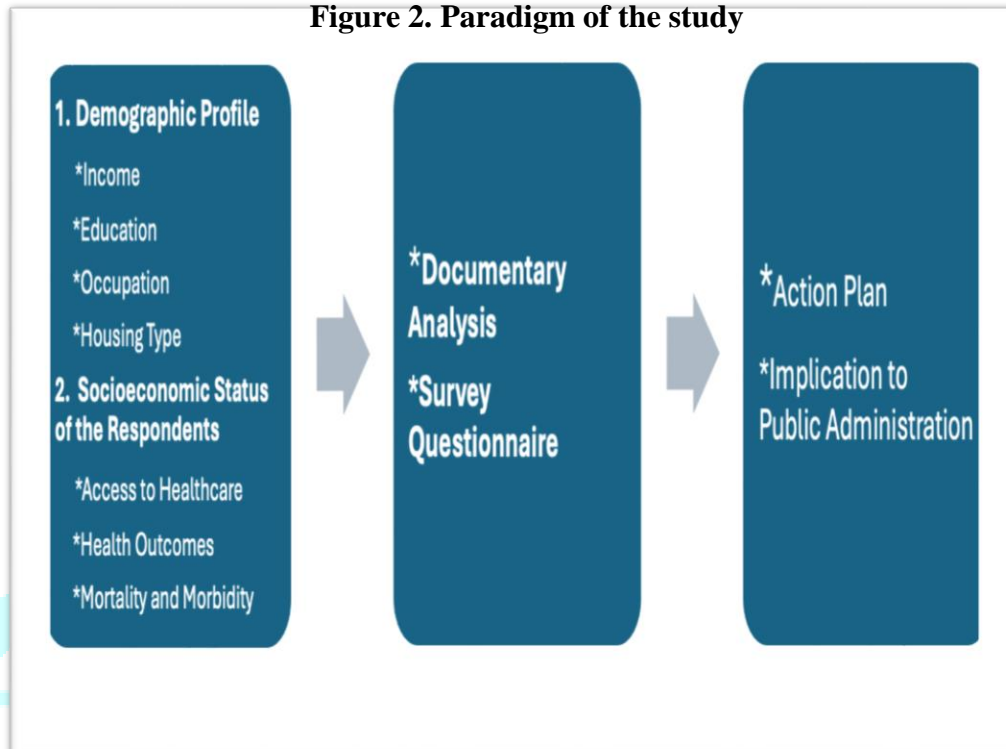 Figure 2. Paradigm of the study
1. Demographic Profile
*Income
*Education
*Occupation
*Housing Type
2. Socioeconomic Status
of the Respondents
*Access to Healthcare
*Health Outcomes
*Mortality and Morbidity
*Documentary
Analysis
*Survey
Questionnaire
*Action Plan
*Implication to
Public Administration